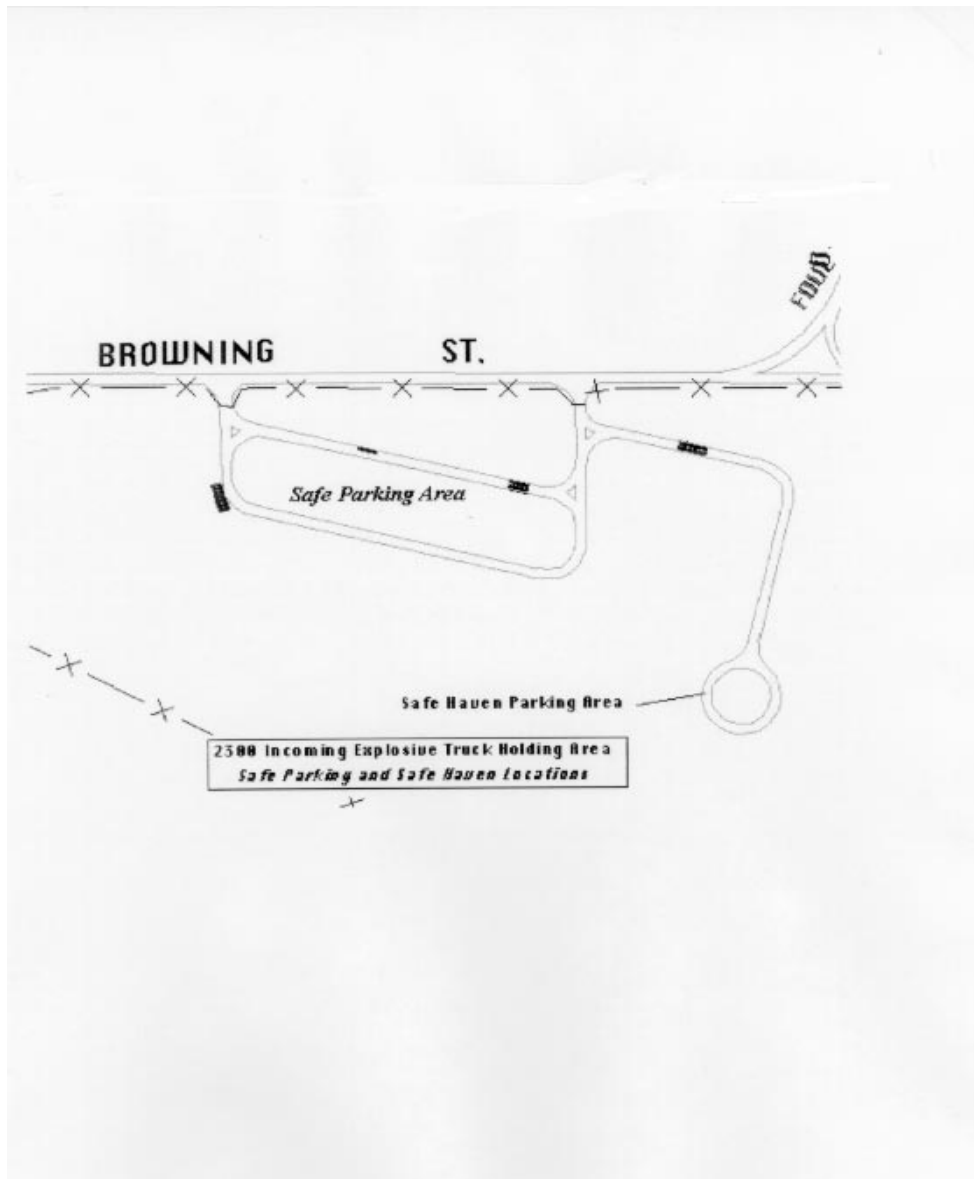 BROWNING ST.
Safe Parking Area
Safe Haven Parking Area
2300 Incoming Explosive Truck Holding Area
Safe Parking and Safe Haven Locations